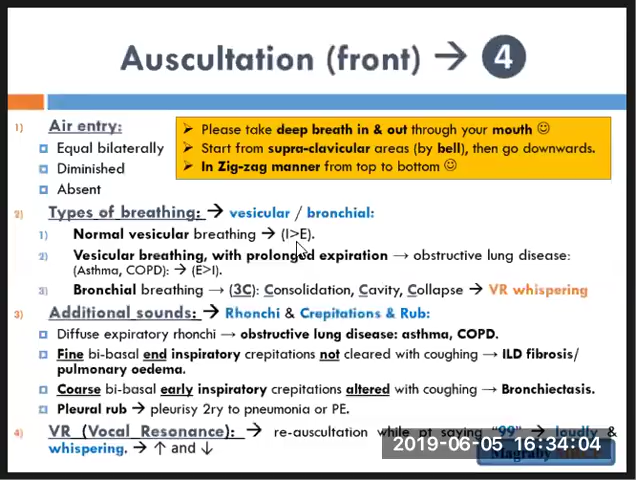 Auscultation (front) → 4
1) Air entry:
Equal bilaterally
Diminished
Absent
➢ Please take deep breath in & out through your mouth ☺
➢ Start from supra-clavicular areas (by bell), then go downwards.
➢ In Zig-zag manner from top to bottom ☺
2) Types of breathing: → vesicular / bronchial:
1) Normal vesicular breathing → (I>E).
2) Vesicular breathing, with prolonged expiration → obstructive lung disease:
(Asthma, COPD): → (E>I).
3) Bronchial breathing → (3C): Consolidation, Cavity, Collapse → VR whispering
3) Additional sounds: → Rhonchi & Crepitations & Rub:
Diffuse expiratory rhonchi → obstructive lung disease: asthma, COPD.
Fine bi-basal end inspiratory crepitations not cleared with coughing → ILD fibrosis/
pulmonary oedema.
Coarse bi-basal early inspiratory crepitations altered with coughing → Bronchiectasis.
Pleural rub → pleurisy 2ry to pneumonia or PE.
4) VR (Vocal Resonance): → re-auscultation while pt saying "99" → loudly &
whispering. → ↑ and ↓
2019-06-05 16:34:04
Magraby